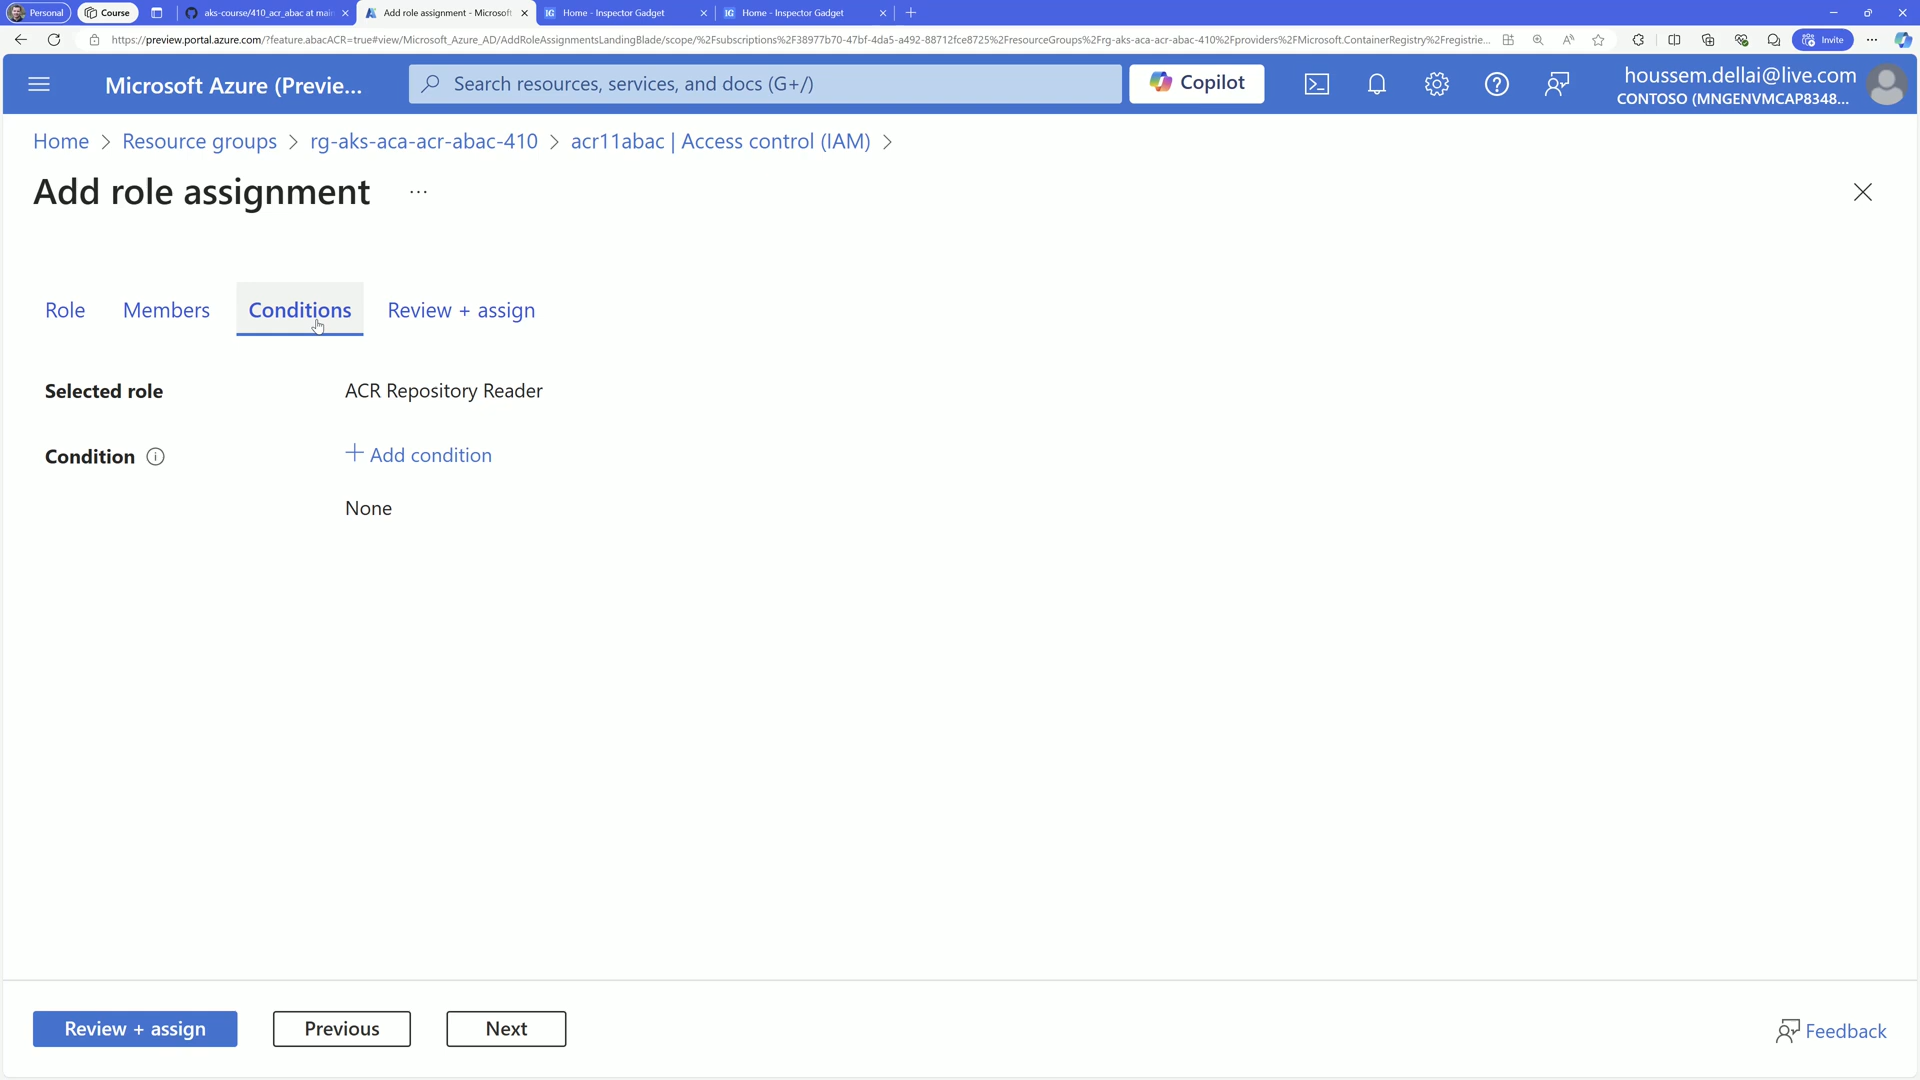 Personal
Course
aks-course/410_acr_abac at mai
Add role assignment - Microsoft
IG Home - Inspector Gadget
IG Home - Inspector Gadget
https://preview.portal.azure.com/?feature.abacACR=true#view/Microsoft_Azure_AD/AddRoleAssignmentsLandingBlade/scope/%2Fsubscriptions%2F38977b70-47bf-4da5-a492-88712fce8725%2FresourceGroups%2Frg-aks-aca-acr-abac-410%2Fproviders%2FMicrosoft.ContainerRegistry%2Fregistrie...
Invite
Microsoft Azure (Previe...
Search resources, services, and docs (G+/)
Copilot
houssem.dellai@live.com
CONTOSO (MNGENVMCAP8348...
Home > Resource groups > rg-aks-aca-acr-abac-410 > acr11abac | Access control (IAM) >
Add role assignment ...
Role
Members
Conditions
Review + assign
Selected role
ACR Repository Reader
Condition
+ Add condition
None
Review + assign
Previous
Next
Feedback